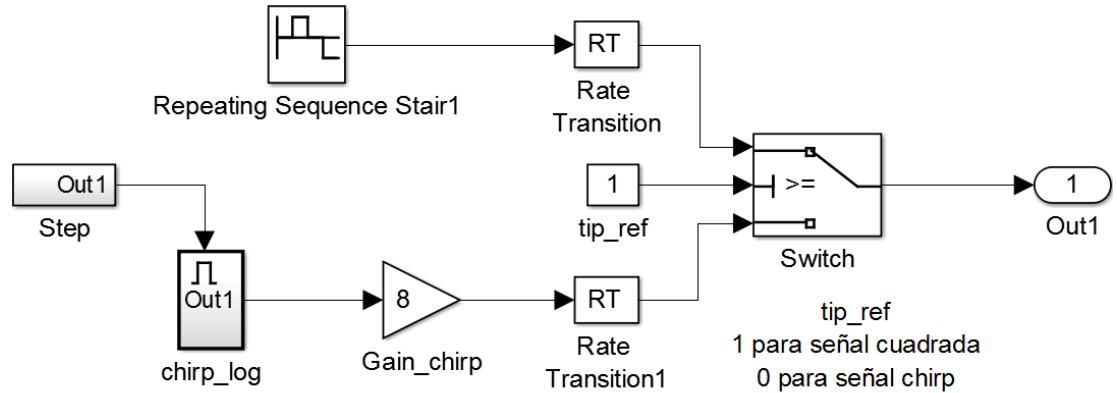 RT
Repeating Sequence Stair1
Rate
Transition
Out1
Step
1
tip_ref
>=
Switch
1
Out1
Out1
chirp_log
8
Gain_chirp
RT
Rate
Transition1
tip_ref
1 para señal cuadrada
0 para señal chirp